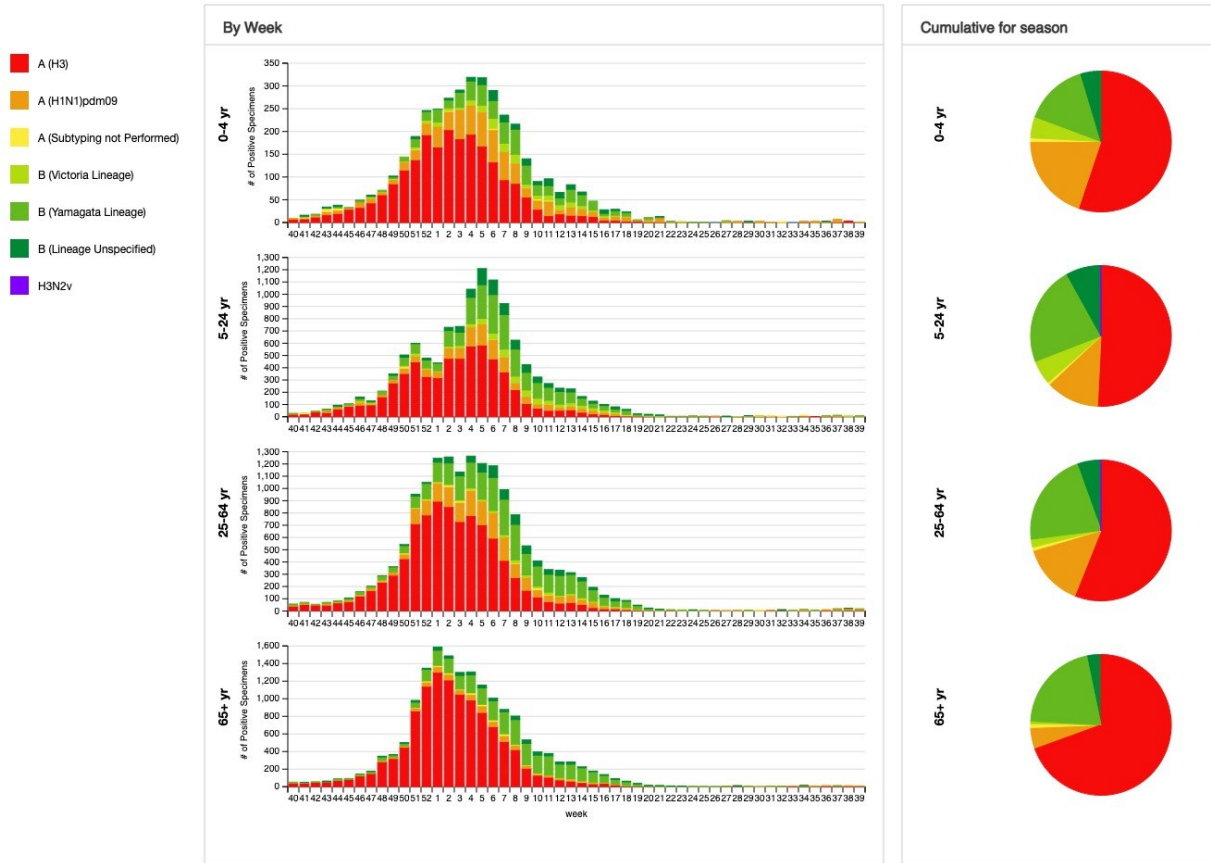 By Week
Cumulative for season
A (H3)
A (H1N1)pdm09
A (Subtyping not Performed)
B (Victoria Lineage)
B (Yamagata Lineage)
B (Lineage Unspecified)
H3N2v
0-4 yr
# of Positive Specimens
350
300
250
200
150
100
50
0
40 41 42 43 44 45 46 47 48 49 50 51 52 1 2 3 4 5 6 7 8 9 10 11 12 13 14 15 16 17 18 19 20 21 22 23 24 25 26 27 28 29 30 31 32 33 34 35 36 37 38 39
0-4 yr
5-24 yr
# of Positive Specimens
1,300
1,200
1,100
1,000
900
800
700
600
500
400
300
200
100
0
40 41 42 43 44 45 46 47 48 49 50 51 52 1 2 3 4 5 6 7 8 9 10 11 12 13 14 15 16 17 18 19 20 21 22 23 24 25 26 27 28 29 30 31 32 33 34 35 36 37 38 39
5-24 yr
25-64 yr
# of Positive Specimens
1,300
1,200
1,100
1,000
900
800
700
600
500
400
300
200
100
0
40 41 42 43 44 45 46 47 48 49 50 51 52 1 2 3 4 5 6 7 8 9 10 11 12 13 14 15 16 17 18 19 20 21 22 23 24 25 26 27 28 29 30 31 32 33 34 35 36 37 38 39
25-64 yr
65+ yr
# of Positive Specimens
1,600
1,400
1,200
1,000
800
600
400
200
0
40 41 42 43 44 45 46 47 48 49 50 51 52 1 2 3 4 5 6 7 8 9 10 11 12 13 14 15 16 17 18 19 20 21 22 23 24 25 26 27 28 29 30 31 32 33 34 35 36 37 38 39
week
65+ yr